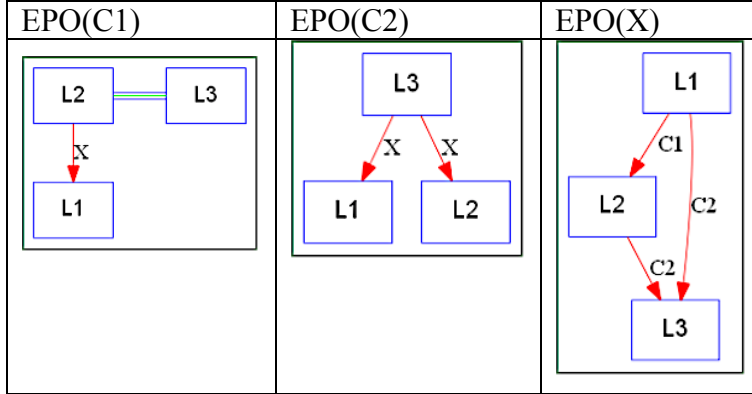 EPO(C1) EPO(C2) EPO(X)
L2 L3
X
L1
L3
X X
L1 L2
L1
C1
L2 C2
C2
L3